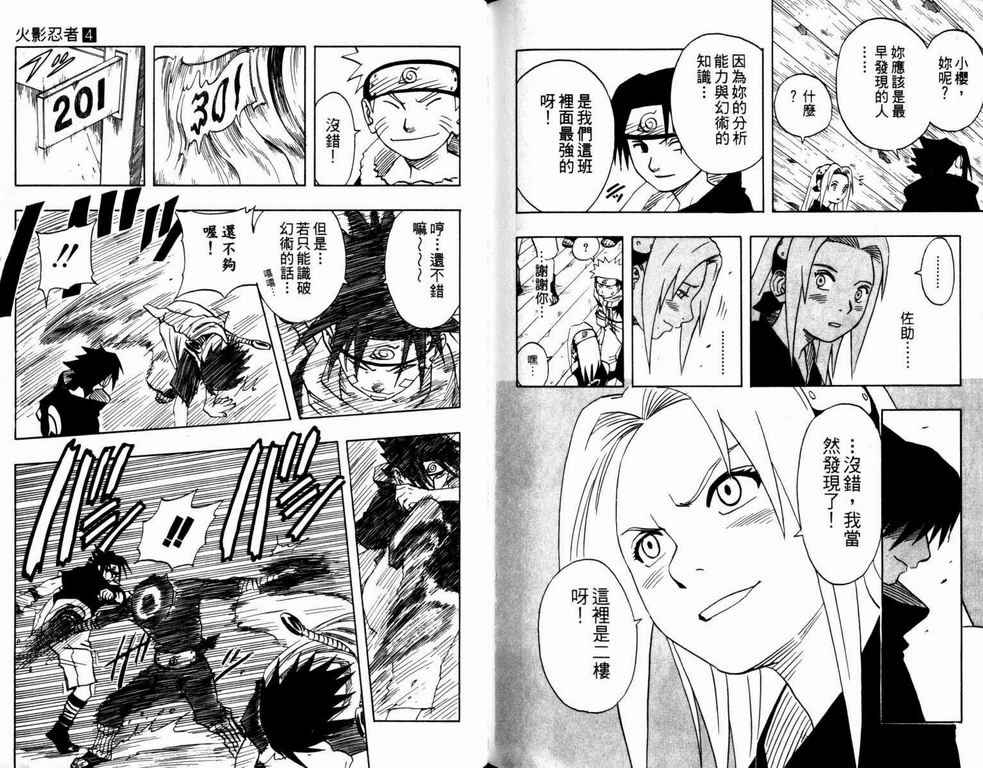 小櫻，
妳呢？
妳應該是最
早發現的人
……
什麼
？
因為妳的分析
能力與幻術的
知識…
是我們這班
裡面最強的
呀！
………
佐助……
………
…謝謝你…
？
嘿…
…沒錯，我當
然發現了！
這裡是二樓
呀！
火影忍者 4
沒錯！
301
201
哼…還不錯
嘛～～～
但是…
若只能識破
幻術的話…
嘻…
還不夠
喔！
!!
!!